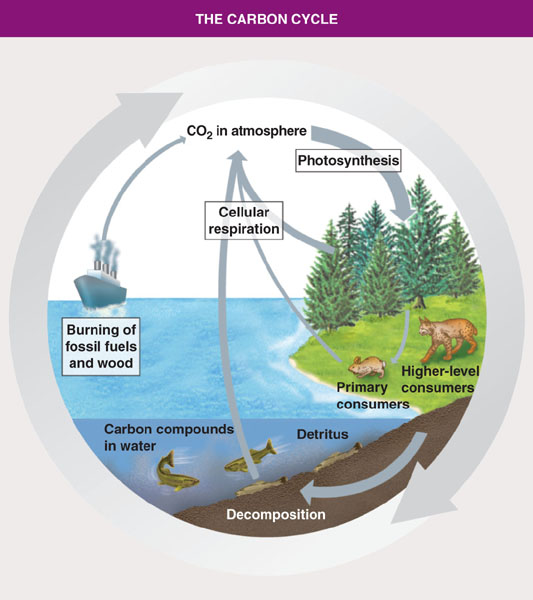 THE CARBON CYCLE
CO₂ in atmosphere
Photosynthesis
Cellular
respiration
Burning of
fossil fuels
and wood
Higher-level
consumers
Primary
consumers
Carbon compounds
in water
Detritus
Decomposition